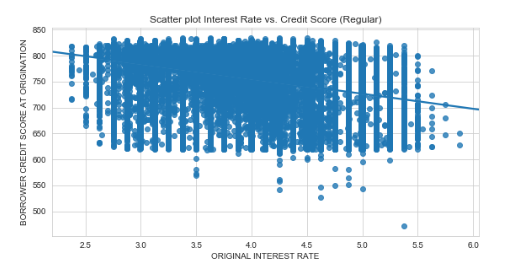 Scatter plot Interest Rate vs. Credit Score (Regular)
BORROWER CREDIT SCORE AT ORIGINATION
850
800
750
700
650
600
550
500
2.5 3.0 3.5 4.0 4.5 5.0 5.5 6.0
ORIGINAL INTEREST RATE